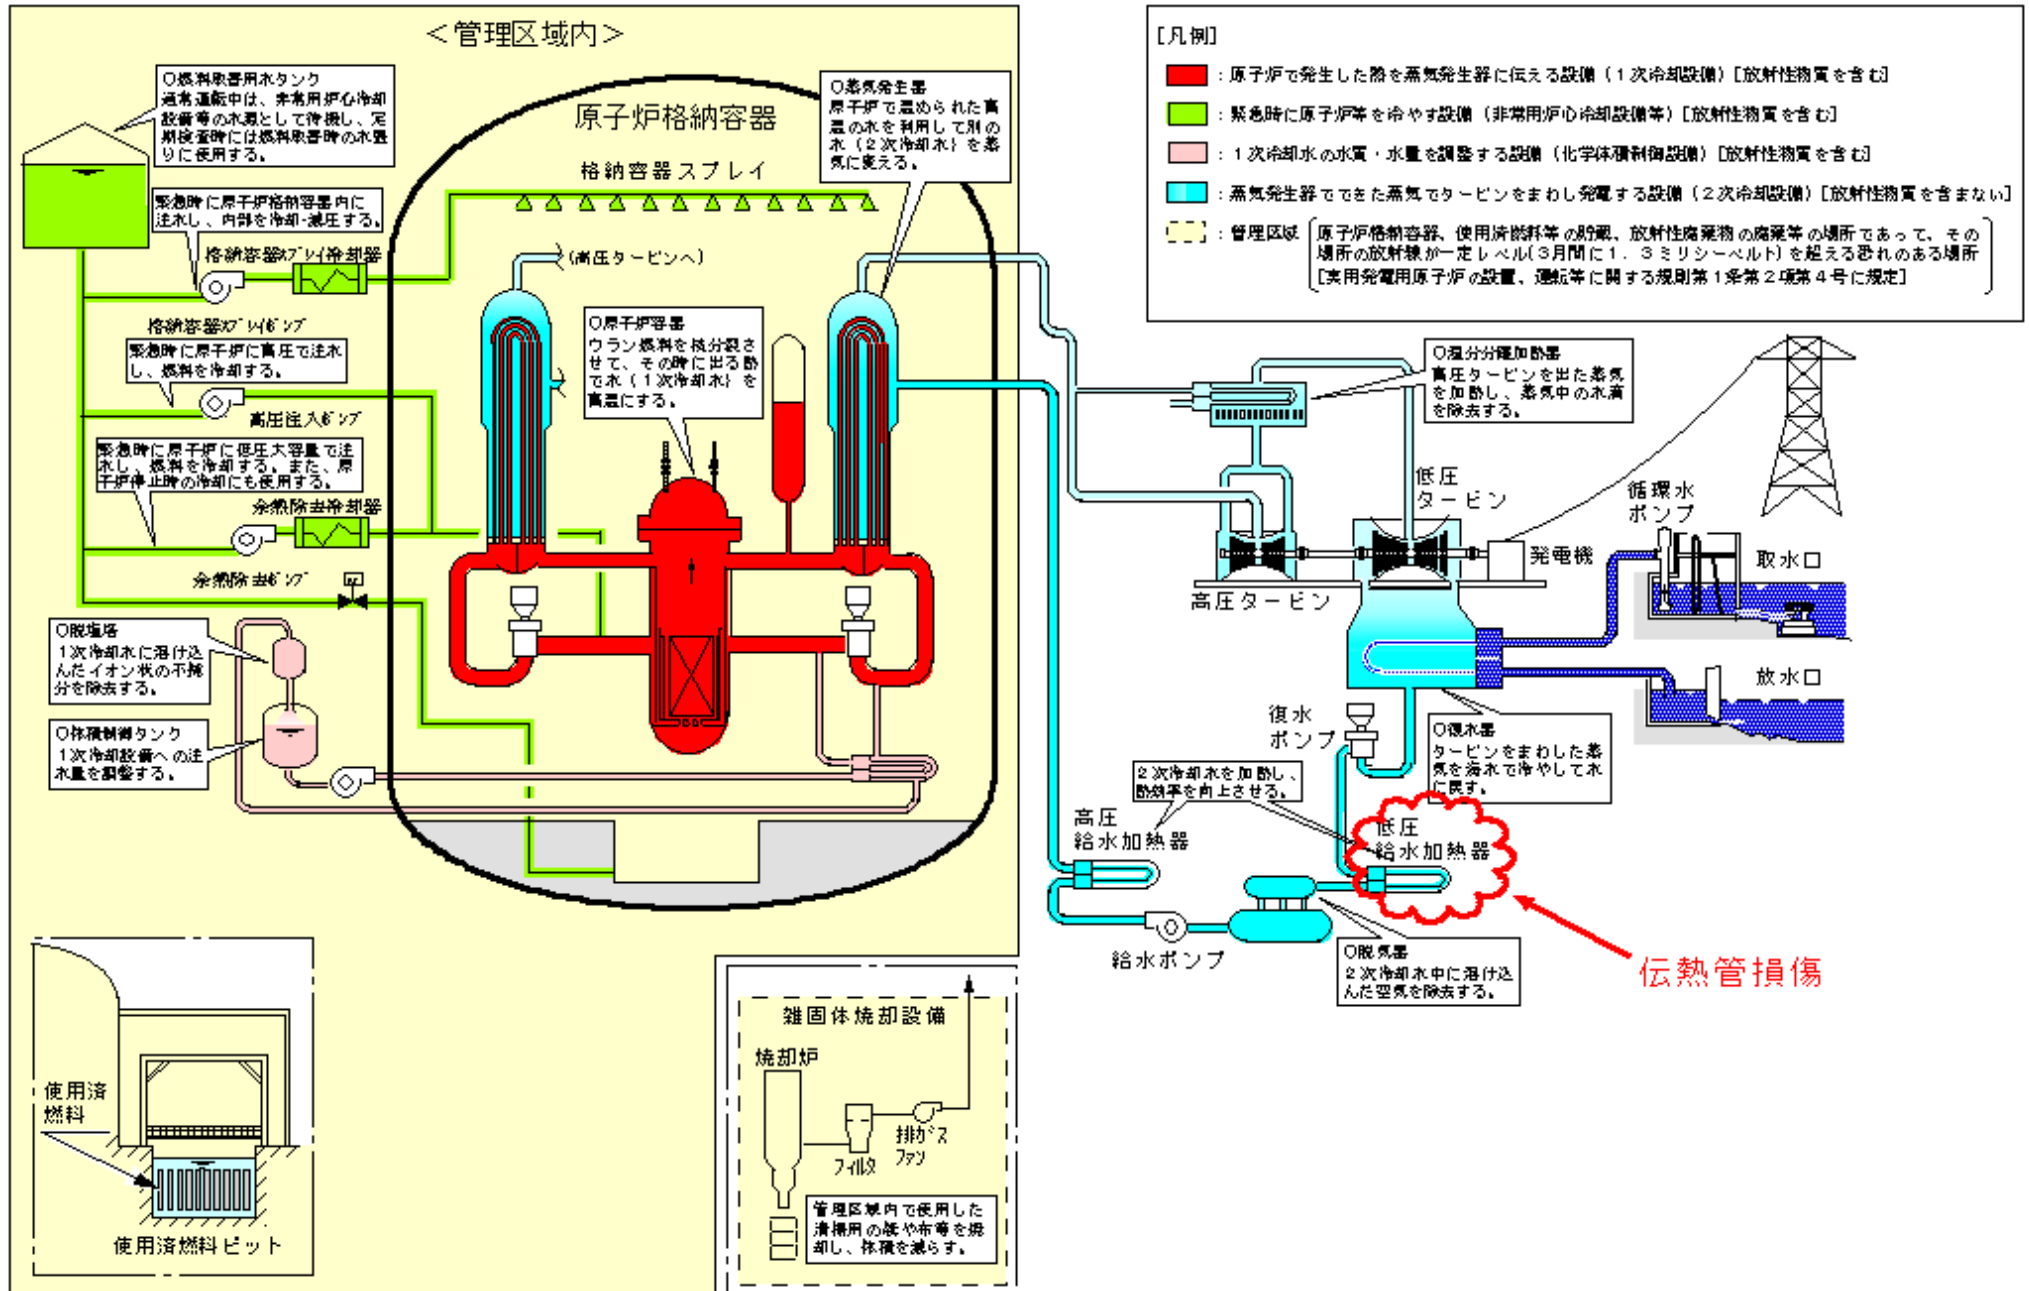 ＜管理区域内＞
○燃料取替用水タンク
通常運転中は、非常用炉心冷却
設備等の水源として待機し、定
期検査時には燃料取替時の水張
りに使用する。
緊急時に原子炉格納容器内に
注水し、内部を冷却・減圧する。
格納容器ｽﾌﾟﾚｲ冷却器
格納容器ｽﾌﾟﾚｲﾎﾟﾝﾌﾟ
緊急時に原子炉に高圧で注水
し、燃料を冷却する。
高圧注入ﾎﾟﾝﾌﾟ
緊急時に原子炉に低圧大容量で注
水し、燃料を冷却する。また、原
子炉停止時の冷却にも使用する。
余熱除去冷却器
余熱除去ﾎﾟﾝﾌﾟ
○脱塩塔
１次冷却水に溶け込
んだイオン状の不純
分を除去する。
○体積制御タンク
１次冷却設備への注
水量を調整する。
原子炉格納容器
格納容器スプレイ
○蒸気発生器
原子炉で温められた高
温の水を利用して別の
水（２次冷却水）を蒸
気に変える。
(高圧タービンへ)
○原子炉容器
ウラン燃料を核分裂さ
せて、その時に出る熱
で水（１次冷却水）を
高温にする。
［凡例］
：原子炉で発生した熱を蒸気発生器に伝える設備（１次冷却設備）［放射性物質を含む］
：緊急時に原子炉等を冷やす設備（非常用炉心冷却設備等）［放射性物質を含む］
：１次冷却水の水質・水量を調整する設備（化学体積制御設備）［放射性物質を含む］
：蒸気発生器でできた蒸気でタービンをまわし発電する設備（２次冷却設備）［放射性物質を含まない］
：管理区域 原子炉格納容器、使用済燃料等の貯蔵、放射性廃棄物の廃棄等の場所であって、その
場所の放射線が一定レベル(３月間に１．３ミリシーベルト)を超える恐れのある場所
［実用発電用原子炉の設置、運転等に関する規則第１条第２項第４号に規定］
○湿分分離加熱器
高圧タービンを出た蒸気
を加熱し、蒸気中の水滴
を除去する。
低圧
タービン
高圧タービン
発電機
循環水
ポンプ
取水口
放水口
復水
ポンプ
○復水器
タービンをまわした蒸
気を海水で冷やして水
に戻す。
２次冷却水を加熱し、
熱効率を向上させる。
高圧
給水加熱器
低圧
給水加熱器
給水ポンプ
○脱気器
２次冷却水中に溶け込
んだ空気を除去する。
伝熱管損傷
使用済
燃料
使用済燃料ピット
雑固体焼却設備
焼却炉
フィルタ
排ｶﾞｽ
ﾌｧﾝ
管理区域内で使用した
清掃用の紙や布等を焼
却し、体積を減らす。